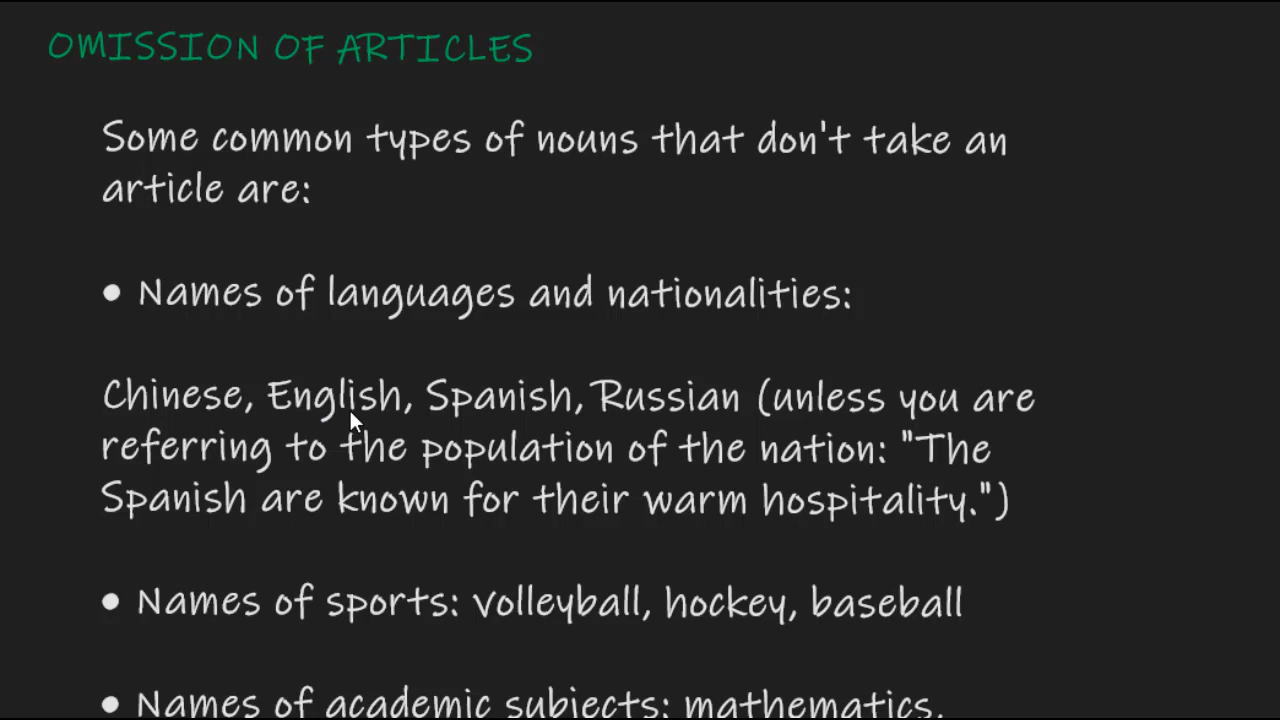 OMISSION OF ARTICLES
Some common types of nouns that don't take an
article are:
• Names of languages and nationalities:
Chinese, English, Spanish, Russian (unless you are
referring to the population of the nation: "The
Spanish are known for their warm hospitality.")
• Names of sports: volleyball, hockey, baseball
• Names of academic subjects: mathematics,